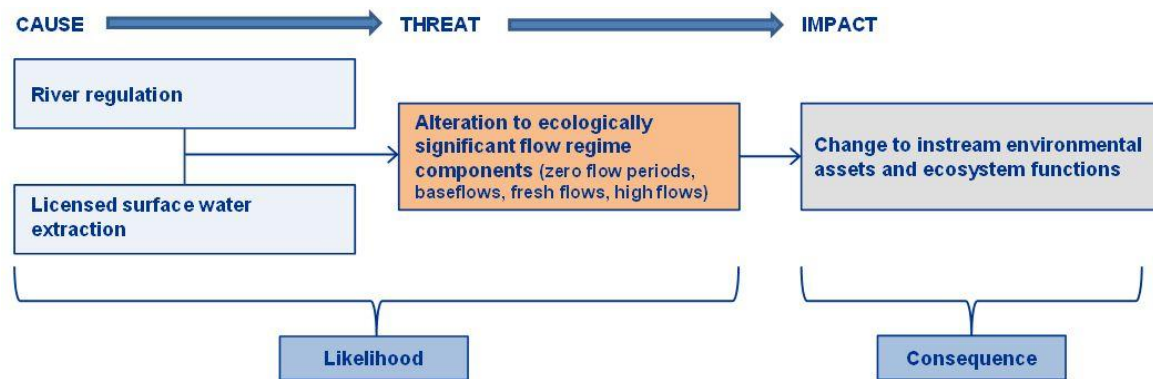 CAUSE
THREAT
IMPACT
River regulation
Licensed surface water
extraction
Alteration to ecologically
significant flow regime
components (zero flow periods,
baseflows, fresh flows, high flows)
Change to instream environmental
assets and ecosystem functions
Likelihood
Consequence